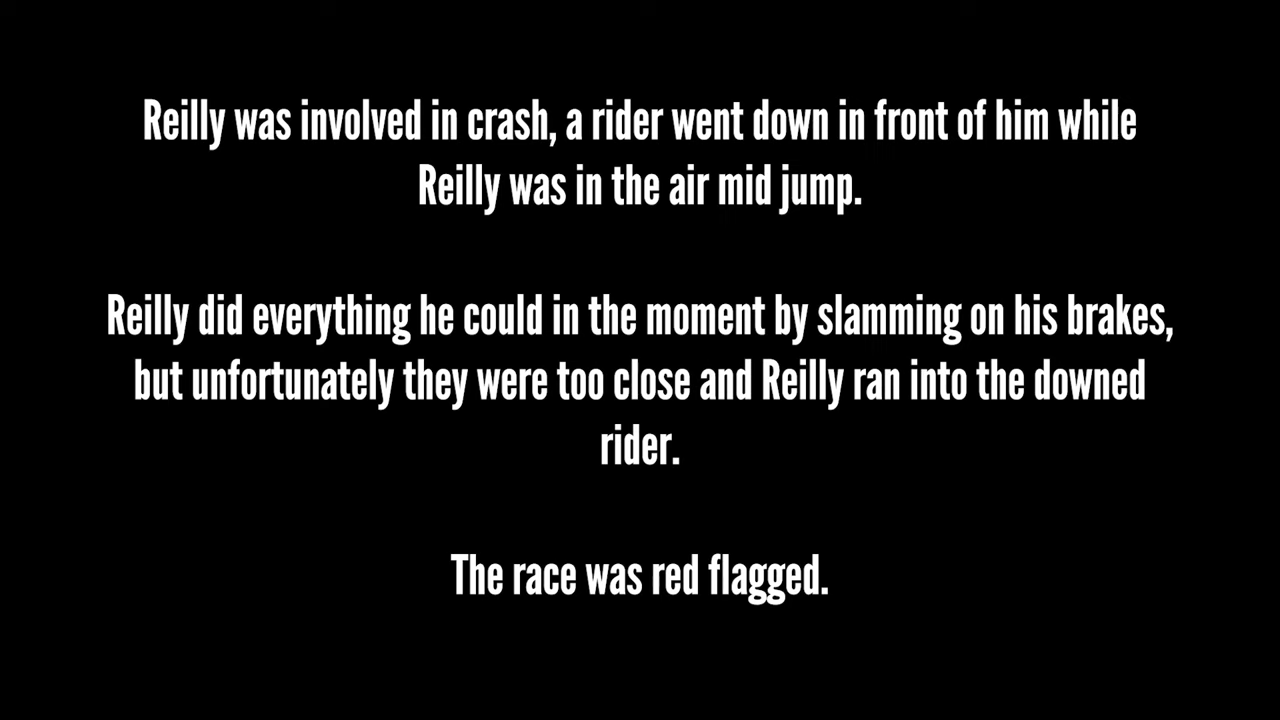 Reilly was involved in crash, a rider went down in front of him while
Reilly was in the air mid jump.
Reilly did everything he could in the moment by slamming on his brakes,
but unfortunately they were too close and Reilly ran into the downed
rider.
The race was red flagged.